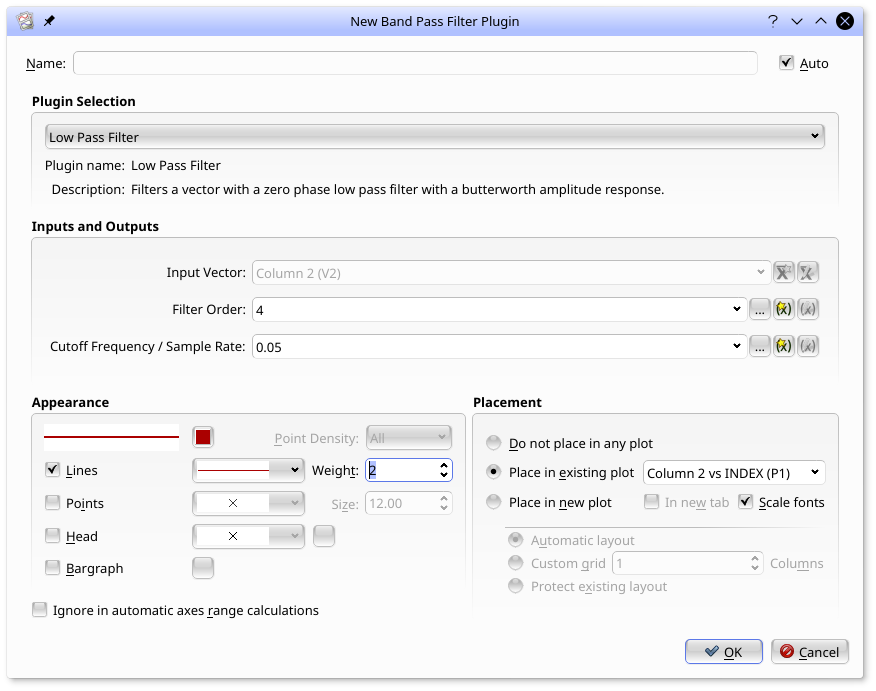 New Band Pass Filter Plugin
Name: Auto
Plugin Selection
Low Pass Filter
Plugin name: Low Pass Filter
Description: Filters a vector with a zero phase low pass filter with a butterworth amplitude response.
Inputs and Outputs
Input Vector: Column 2 (V2)
Filter Order: 4 ... (x) (x)
Cutoff Frequency / Sample Rate: 0.05 ... (x) (x)
Appearance
Point Density: All
Lines Weight: 2
Points Size: 12.00
Head
Bargraph
Ignore in automatic axes range calculations
Placement
Do not place in any plot
Place in existing plot Column 2 vs INDEX (P1)
Place in new plot In new tab Scale fonts
Automatic layout
Custom grid 1 Columns
Protect existing layout
OK Cancel